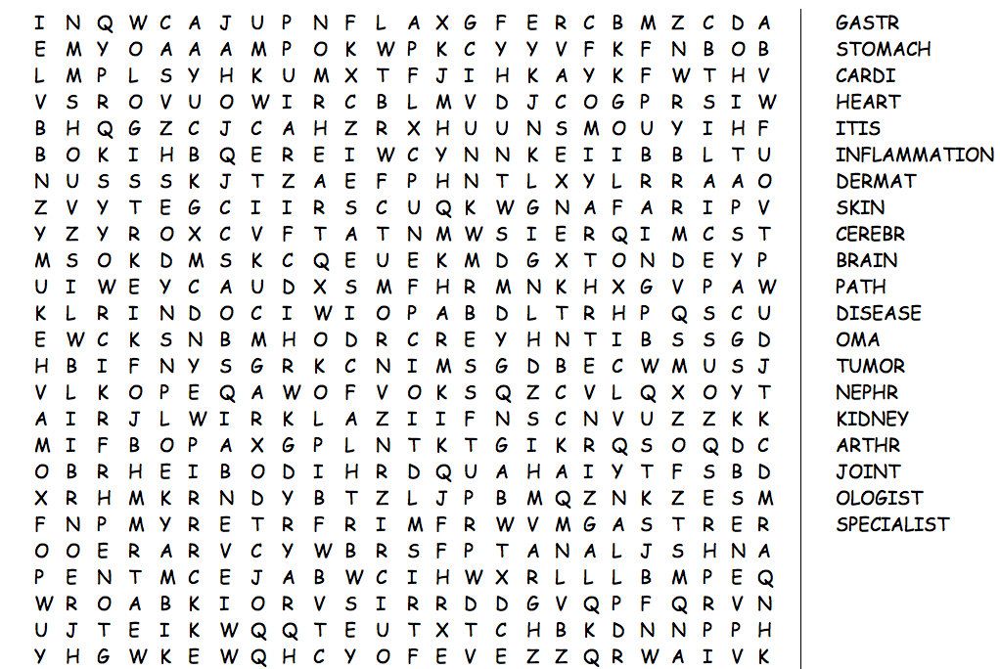 I N Q W C A J U P N F L A X G F E R C B M Z C D A GASTR
E M Y O A A A M P O K W P K C Y Y V F K F N B O B STOMACH
L M P L S Y H K U M X T F J I H K A Y K F W T H V CARDI
V S R O V U O W I R C B L M V D J C O G P R S I W HEART
B H Q G Z C J C A H Z R X H U U N S M O U Y I H F ITIS
B O K I H B Q E R E I W C Y N N K E I I B B L T U INFLAMMATION
N U S S S K J T Z A E F P H N T L X Y L R R A A O DERMAT
Z V Y T E G C I I R S C U Q K W G N A F A R I P V SKIN
Y Z Y R O X C V F T A T N M W S I E R Q I M C S T CEREBR
M S O K D M S K C Q E U E K M D G X T O N D E Y P BRAIN
U I W E Y C A U D X S M F H R M N K H X G V P A W PATH
K L R I N D O C I W I O P A B D L T R H P Q S C U DISEASE
E W C K S N B M H O D R C R E Y H N T I B S S G D OMA
H B I F N Y S G R K C N I M S G D B E C W M U S J TUMOR
V L K O P E Q A W O F V O K S Q Z C V L Q X O Y T NEPHR
A I R J L W I R K L A Z I I F N S C N V U Z Z K K KIDNEY
M I F B O P A X G P L N T K T G I K R Q S O Q D C ARTHR
O B R H E I B O D I H R D Q U A H A I Y T F S B D JOINT
X R H M K R N D Y B T Z L J P B M Q Z N K Z E S M OLOGIST
F N P M Y R E T R F R I M F R W V M G A S T R E R SPECIALIST
O O E R A R V C Y W B R S F P T A N A L J S H N A
P E N T M C E J A B W C I H W X R L L L B M P E Q
W R O A B K I O R V S I R R D D G V Q P F Q R V N
U J T E I K W Q Q T E U T X T C H B K D N N P P H
Y H G W K E W Q H C Y O F E V E Z Z Q R W A I V K